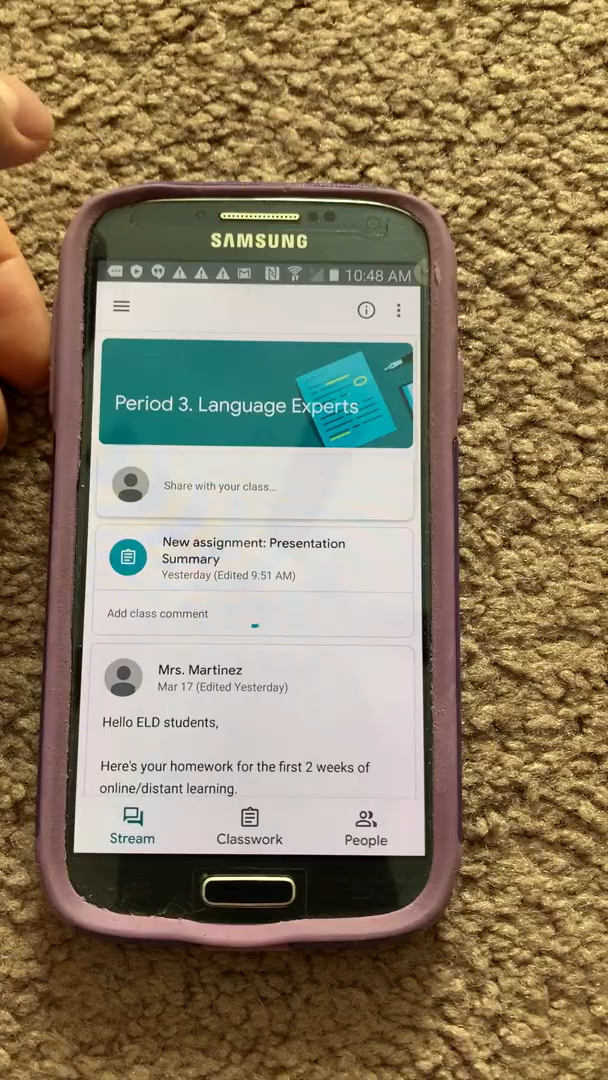 SAMSUNG
10:48 AM
Period 3. Language Experts
Share with your class...
New assignment: Presentation
Summary
Yesterday (Edited 9:51 AM)
Add class comment
Mrs. Martinez
Mar 17 (Edited Yesterday)
Hello ELD students,
Here's your homework for the first 2 weeks of
online/distant learning.
Stream Classwork People